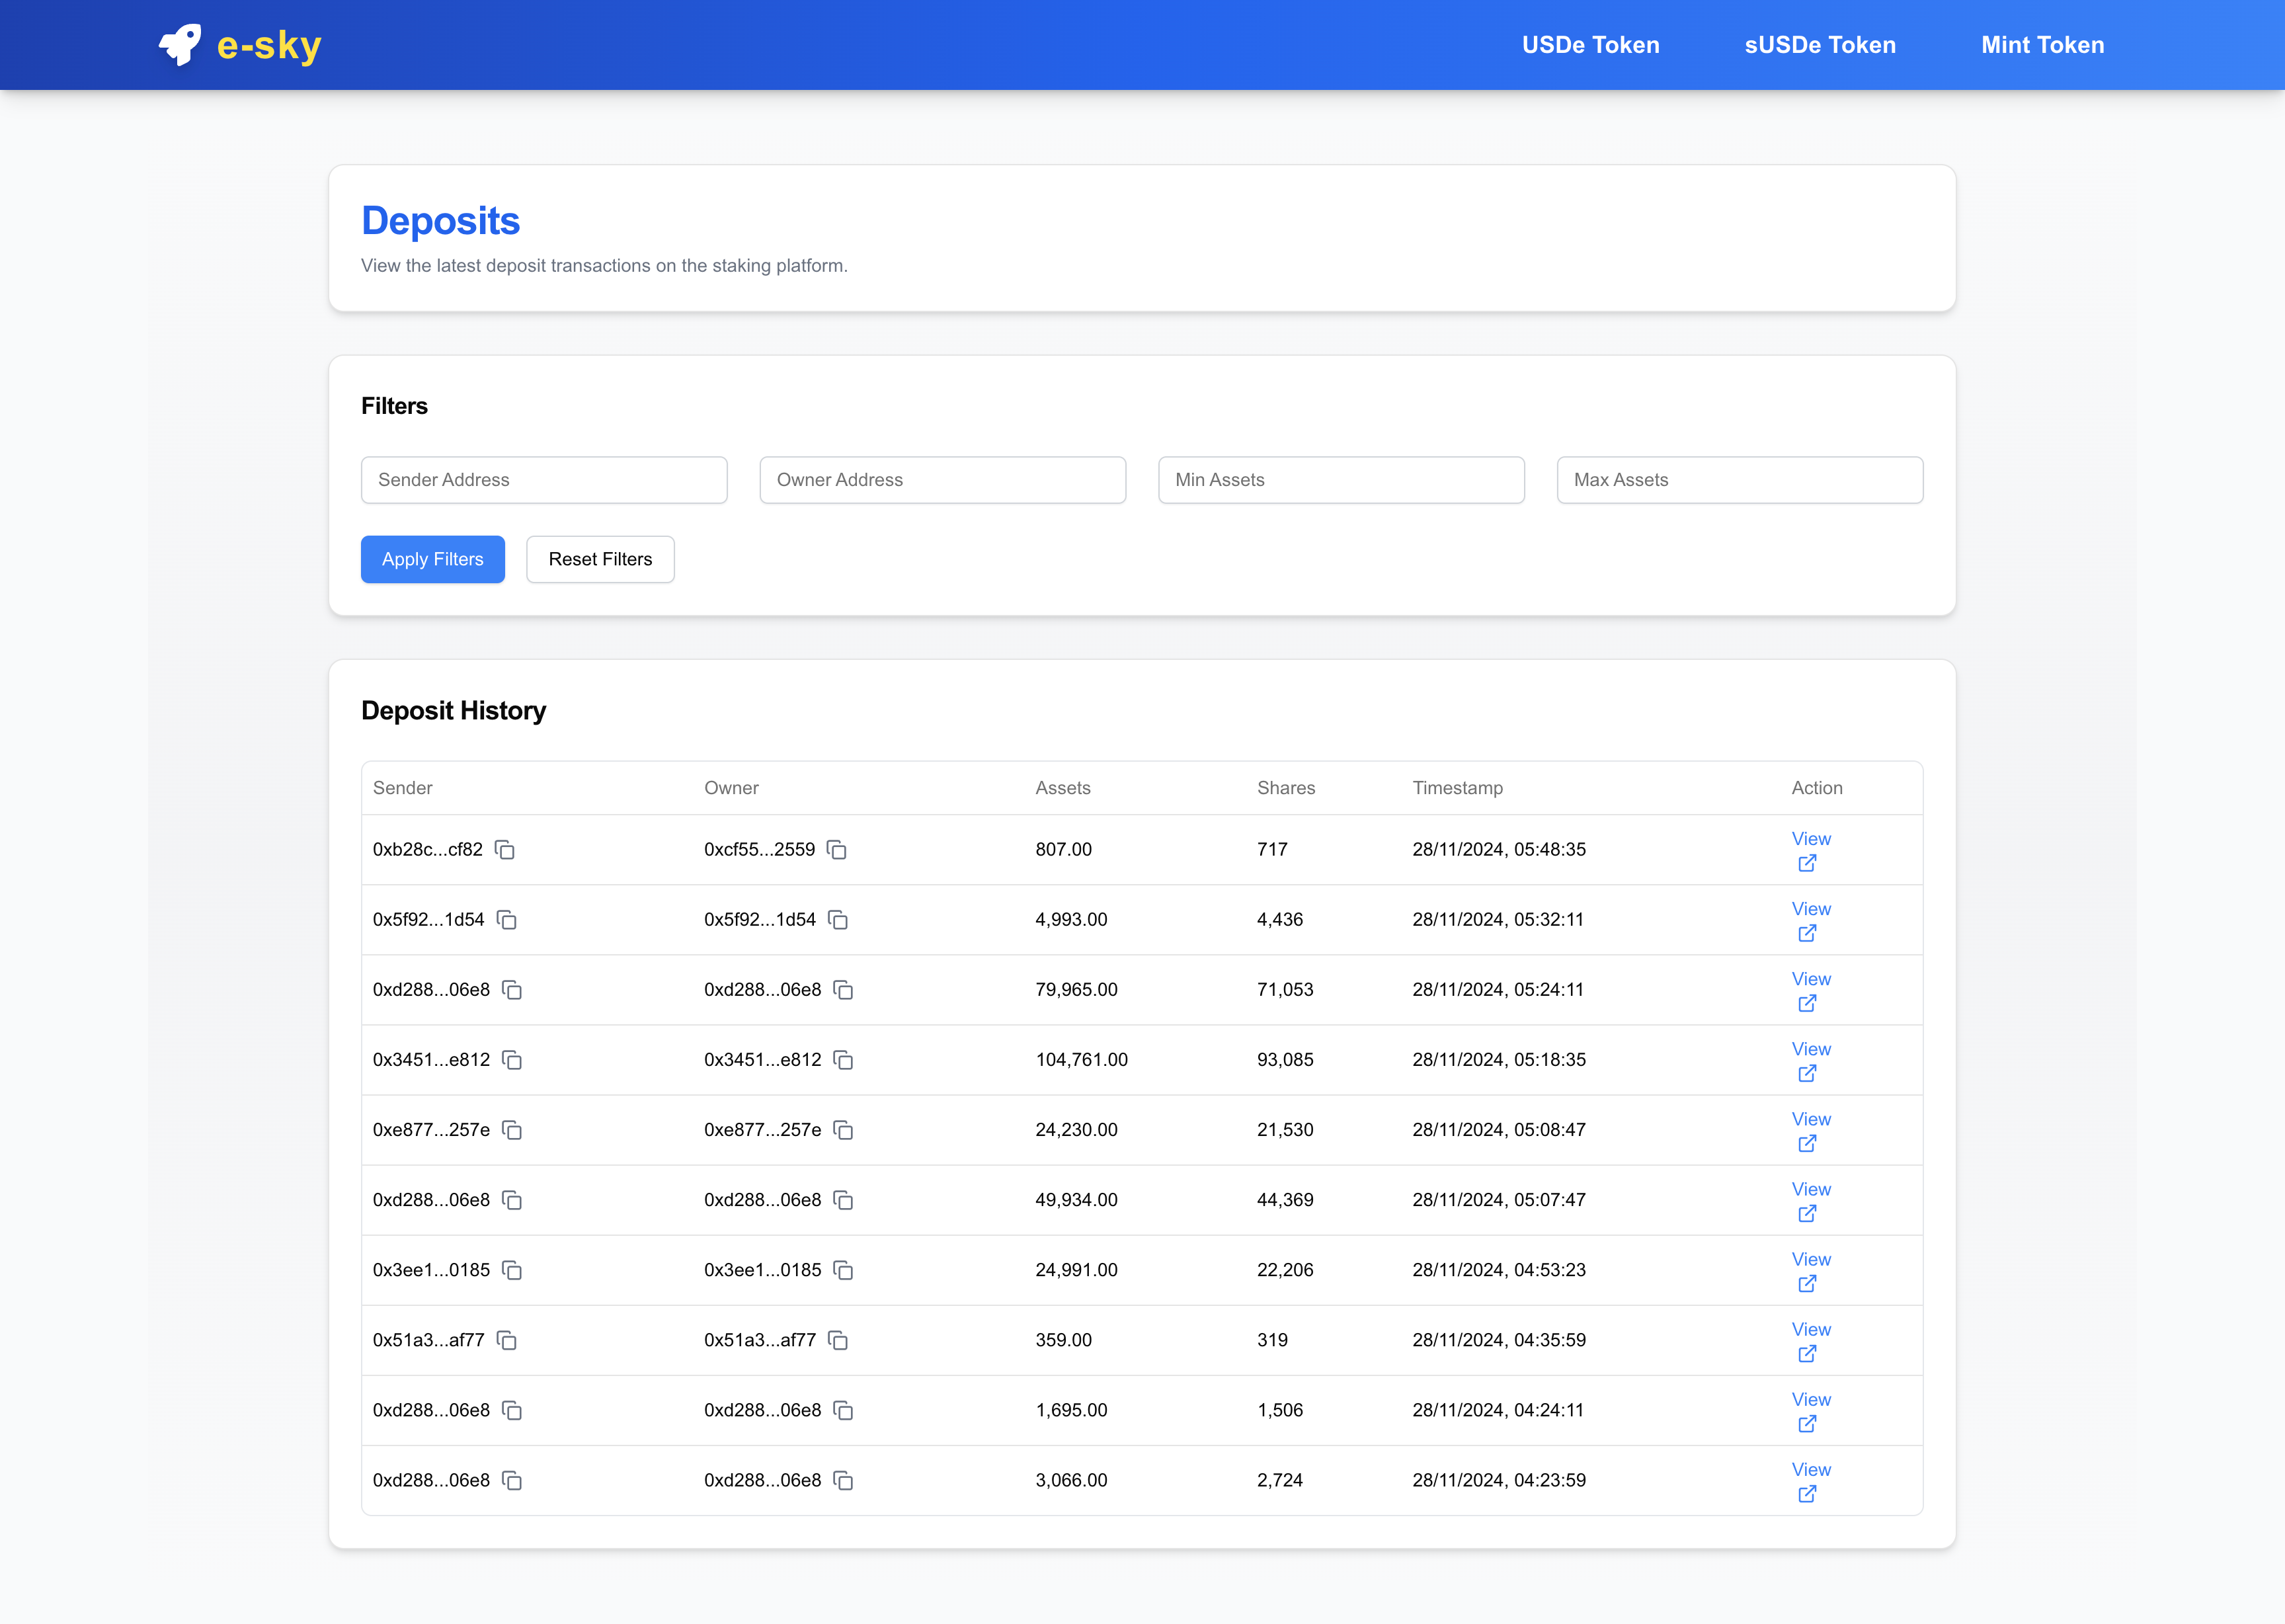 e-sky
USDe Token sUSDe Token Mint Token
Deposits
View the latest deposit transactions on the staking platform.
Filters
Sender Address Owner Address Min Assets Max Assets
Apply Filters Reset Filters
Deposit History
Sender Owner Assets Shares Timestamp Action
0xb28c...cf82 0xcf55...2559 807.00 717 28/11/2024, 05:48:35 View
0x5f92...1d54 0x5f92...1d54 4,993.00 4,436 28/11/2024, 05:32:11 View
0xd288...06e8 0xd288...06e8 79,965.00 71,053 28/11/2024, 05:24:11 View
0x3451...e812 0x3451...e812 104,761.00 93,085 28/11/2024, 05:18:35 View
0xe877...257e 0xe877...257e 24,230.00 21,530 28/11/2024, 05:08:47 View
0xd288...06e8 0xd288...06e8 49,934.00 44,369 28/11/2024, 05:07:47 View
0x3ee1...0185 0x3ee1...0185 24,991.00 22,206 28/11/2024, 04:53:23 View
0x51a3...af77 0x51a3...af77 359.00 319 28/11/2024, 04:35:59 View
0xd288...06e8 0xd288...06e8 1,695.00 1,506 28/11/2024, 04:24:11 View
0xd288...06e8 0xd288...06e8 3,066.00 2,724 28/11/2024, 04:23:59 View